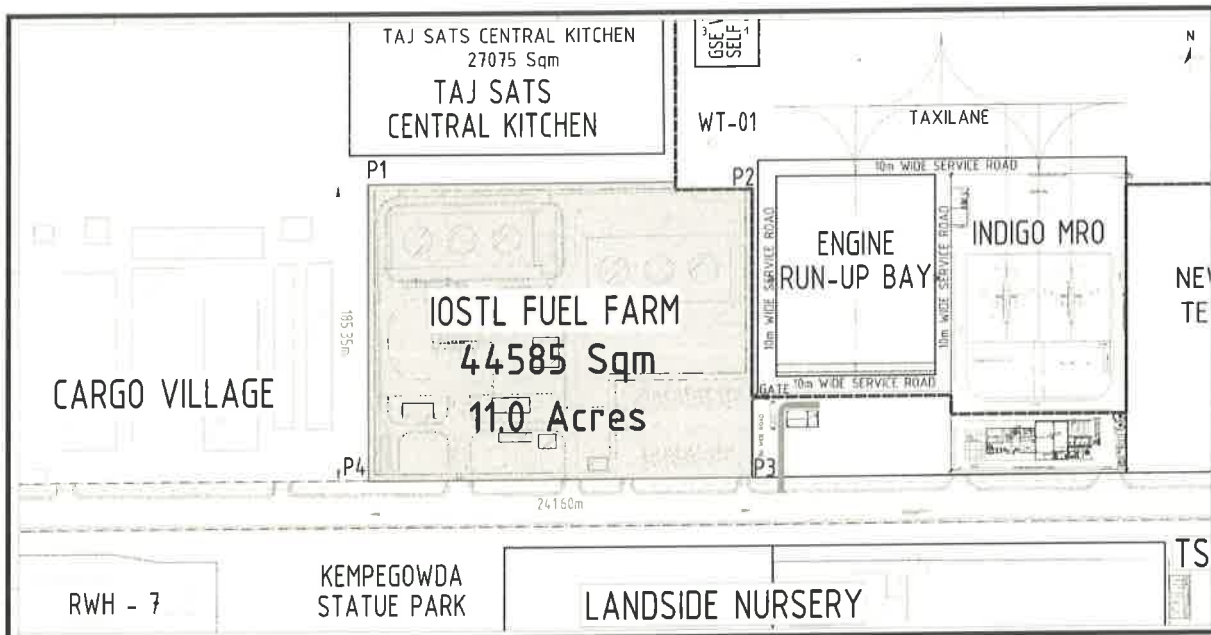 TAJ SATS CENTRAL KITCHEN
27075 Sqm
TAJ SATS
CENTRAL KITCHEN
GSE
SELF
N
WT-01
TAXILANE
P1
P2
10m WIDE SERVICE ROAD
10m WIDE SERVICE ROAD
ENGINE
RUN-UP BAY
10m WIDE SERVICE ROAD
INDIGO MRO
NEW
TE
IOSTL FUEL FARM
44585 Sqm
11.0 Acres
185.35m
CARGO VILLAGE
GATE
10m WIDE SERVICE ROAD
P4
P3
241.60m
KEMPEGOWDA
STATUE PARK
RWH - 7
LANDSIDE NURSERY
TS